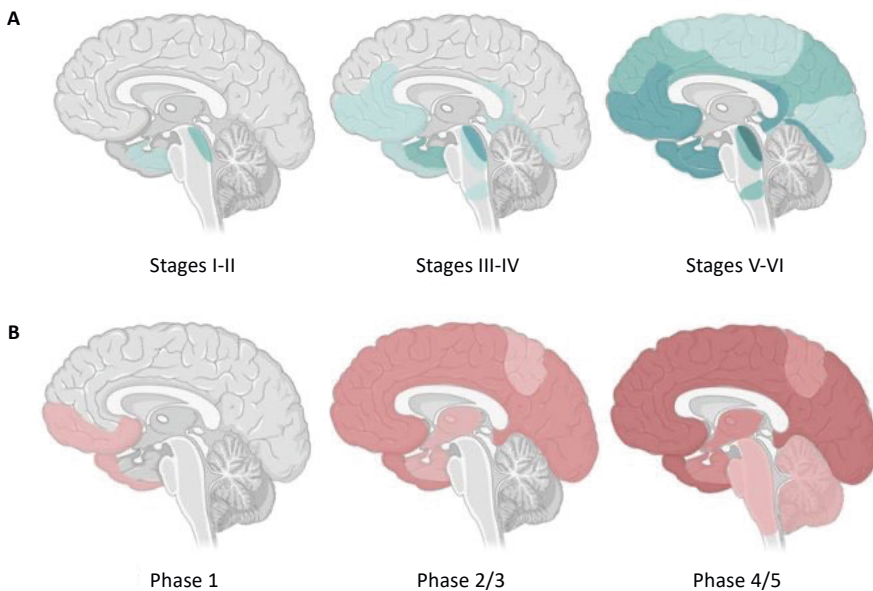 A
Stages I-II
Stages III-IV
Stages V-VI
B
Phase 1
Phase 2/3
Phase 4/5